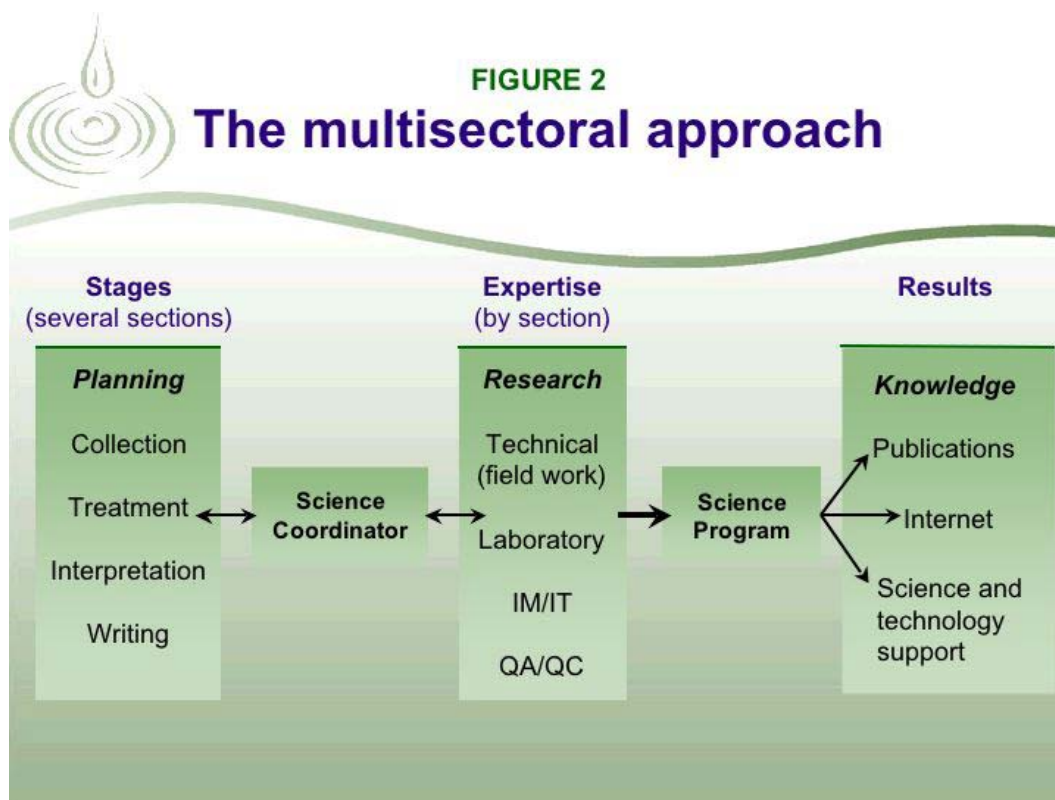 FIGURE 2
The multisectoral approach
Stages
(several sections)
Planning
Collection
Treatment
Interpretation
Writing
Science
Coordinator
Expertise
(by section)
Research
Technical
(field work)
Laboratory
IM/IT
QA/QC
Science
Program
Results
Knowledge
Publications
Internet
Science and
technology
support